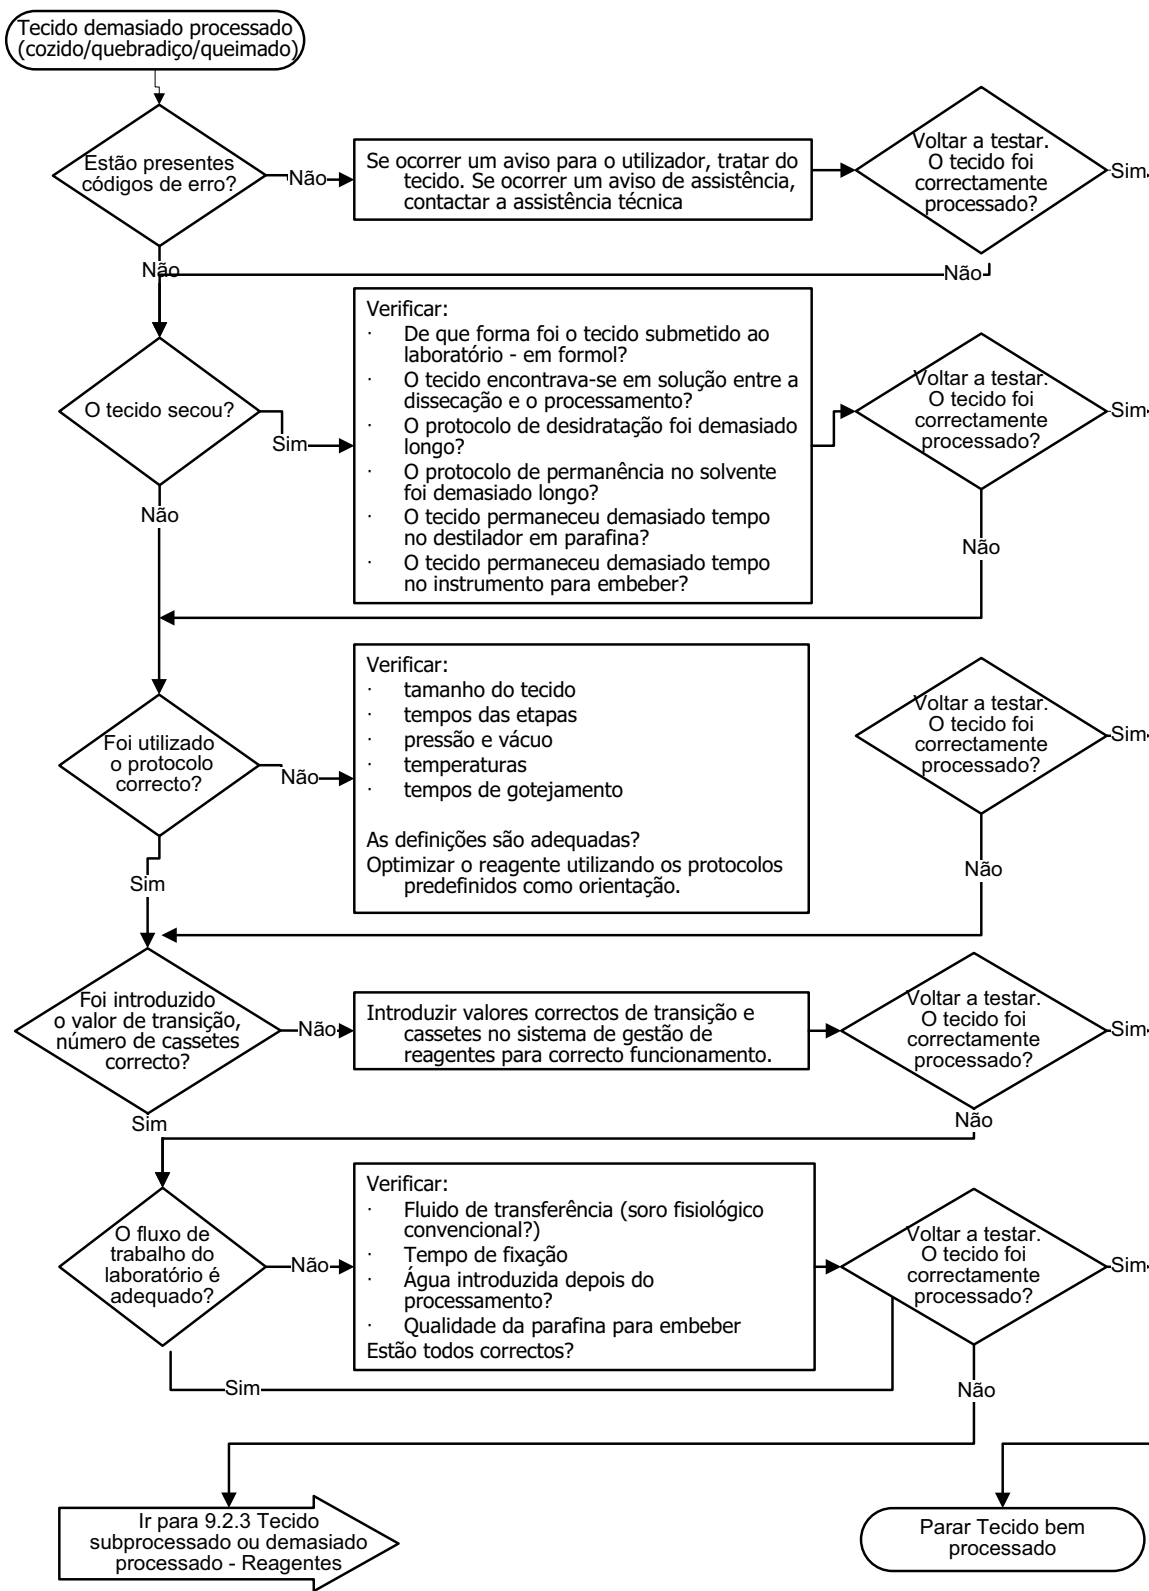 Tecido demasiado processado
(cozido/quebradiço/queimado)
Estão presentes
códigos de erro?
Não
Se ocorrer um aviso para o utilizador, tratar do
tecido. Se ocorrer um aviso de assistência,
contactar a assistência técnica
Voltar a testar.
O tecido foi
correctamente
processado?
Sim
Não
Não
O tecido secou?
Sim
Verificar:
· De que forma foi o tecido submetido ao
laboratório - em formol?
· O tecido encontrava-se em solução entre a
dissecação e o processamento?
· O protocolo de desidratação foi demasiado
longo?
· O protocolo de permanência no solvente
foi demasiado longo?
· O tecido permaneceu demasiado tempo
no destilador em parafina?
· O tecido permaneceu demasiado tempo
no instrumento para embeber?
Voltar a testar.
O tecido foi
correctamente
processado?
Sim
Não
Não
Foi utilizado
o protocolo
correcto?
Não
Verificar:
· tamanho do tecido
· tempos das etapas
· pressão e vácuo
· temperaturas
· tempos de gotejamento
As definições são adequadas?
Optimizar o reagente utilizando os protocolos
predefinidos como orientação.
Voltar a testar.
O tecido foi
correctamente
processado?
Sim
Não
Sim
Foi introduzido
o valor de transição,
número de cassetes
correcto?
Não
Introduzir valores correctos de transição e
cassetes no sistema de gestão de
reagentes para correcto funcionamento.
Voltar a testar.
O tecido foi
correctamente
processado?
Sim
Sim
Não
O fluxo de
trabalho do
laboratório é
adequado?
Não
Verificar:
· Fluido de transferência (soro fisiológico
convencional?)
· Tempo de fixação
· Água introduzida depois do
processamento?
· Qualidade da parafina para embeber
Estão todos correctos?
Voltar a testar.
O tecido foi
correctamente
processado?
Sim
Sim
Não
Ir para 9.2.3 Tecido
subprocessado ou demasiado
processado - Reagentes
Parar Tecido bem
processado